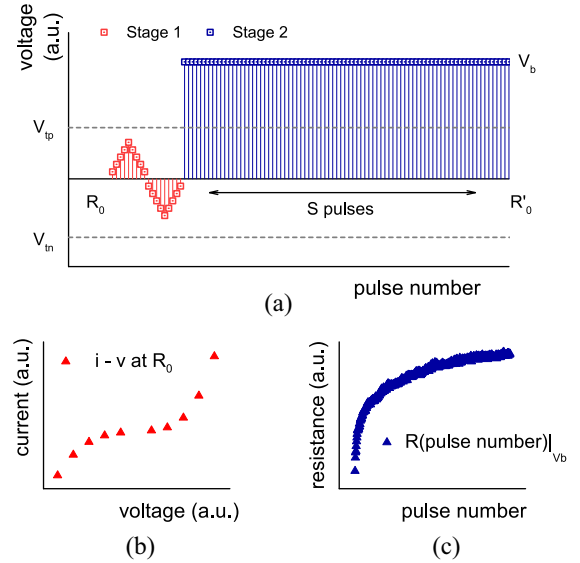 voltage
(a.u.)
Stage 1
Stage 2
V_b
V_tp
R_0
S pulses
R'_0
V_tn
pulse number
(a)
current (a.u.)
i - v at R_0
voltage (a.u.)
(b)
resistance (a.u.)
R(pulse number)|_Vb
pulse number
(c)